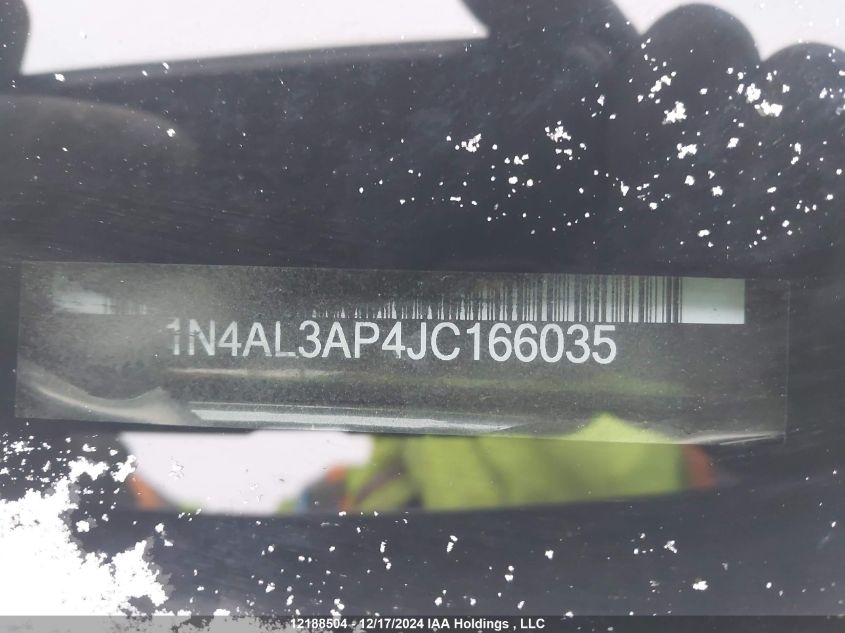 1N4AL3AP4JC166035
12188504 - 12/17/2024 IAA Holdings , LLC